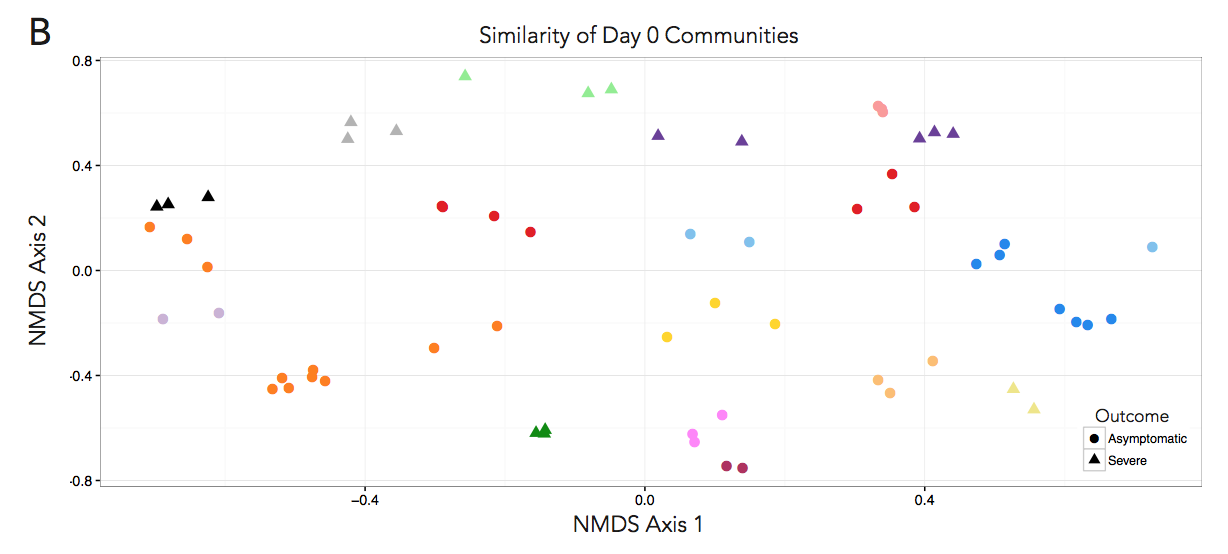 B
Similarity of Day 0 Communities
0.8
0.4
0.0
-0.4
-0.8
NMDS Axis 2
−0.4
0.0
0.4
NMDS Axis 1
Outcome
Asymptomatic
Severe